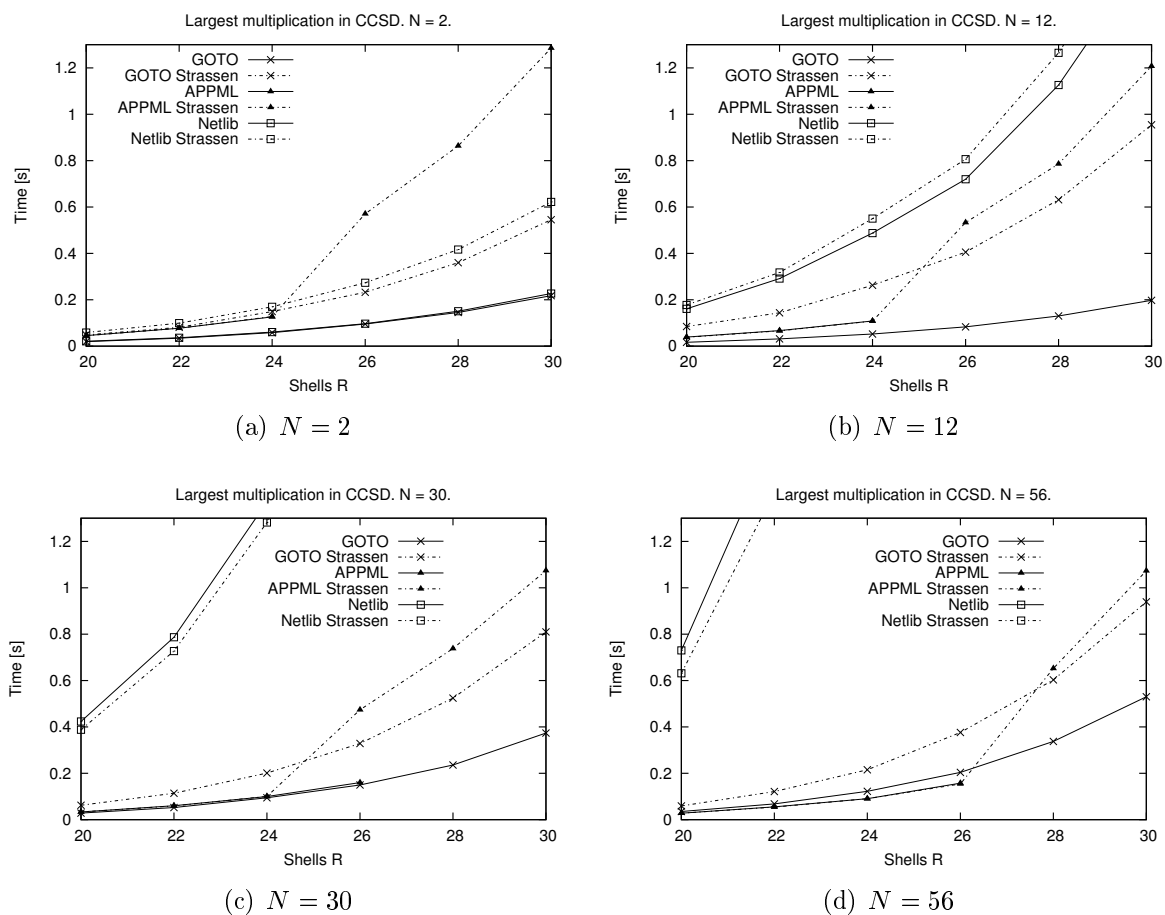 Largest multiplication in CCSD. N = 2.
Time [s]
1.2
1
0.8
0.6
0.4
0.2
0
20 22 24 26 28 30
Shells R
GOTO
GOTO Strassen
APPML
APPML Strassen
Netlib
Netlib Strassen
(a) N = 2
Largest multiplication in CCSD. N = 12.
Time [s]
1.2
1
0.8
0.6
0.4
0.2
0
20 22 24 26 28 30
Shells R
GOTO
GOTO Strassen
APPML
APPML Strassen
Netlib
Netlib Strassen
(b) N = 12
Largest multiplication in CCSD. N = 30.
Time [s]
1.2
1
0.8
0.6
0.4
0.2
0
20 22 24 26 28 30
Shells R
GOTO
GOTO Strassen
APPML
APPML Strassen
Netlib
Netlib Strassen
(c) N = 30
Largest multiplication in CCSD. N = 56.
Time [s]
1.2
1
0.8
0.6
0.4
0.2
0
20 22 24 26 28 30
Shells R
GOTO
GOTO Strassen
APPML
APPML Strassen
Netlib
Netlib Strassen
(d) N = 56